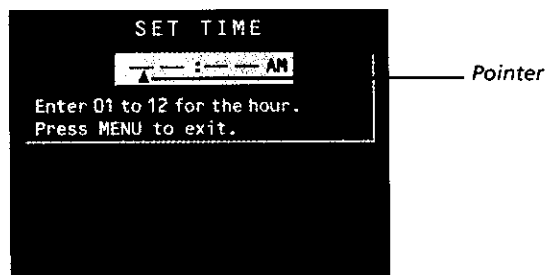 SET TIME
— — : — — AM
Pointer
Enter 01 to 12 for the hour.
Press MENU to exit.